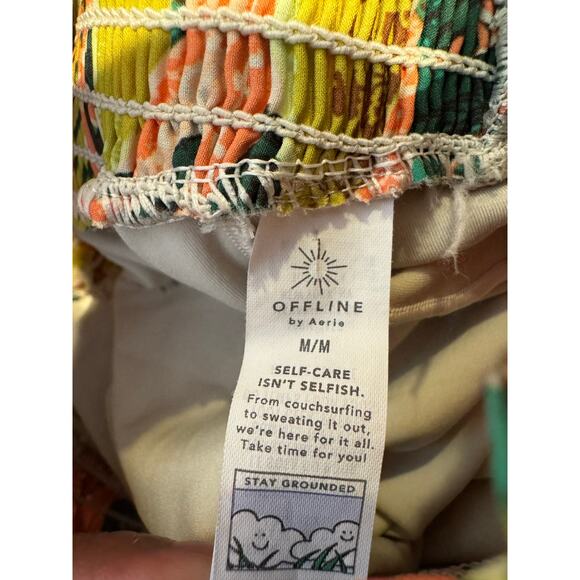 OFFLINE
by Aerie
M/M
SELF-CARE
ISN'T SELFISH.
From couchsurfing
to sweating it out,
we're here for it all.
Take time for you!
STAY GROUNDED